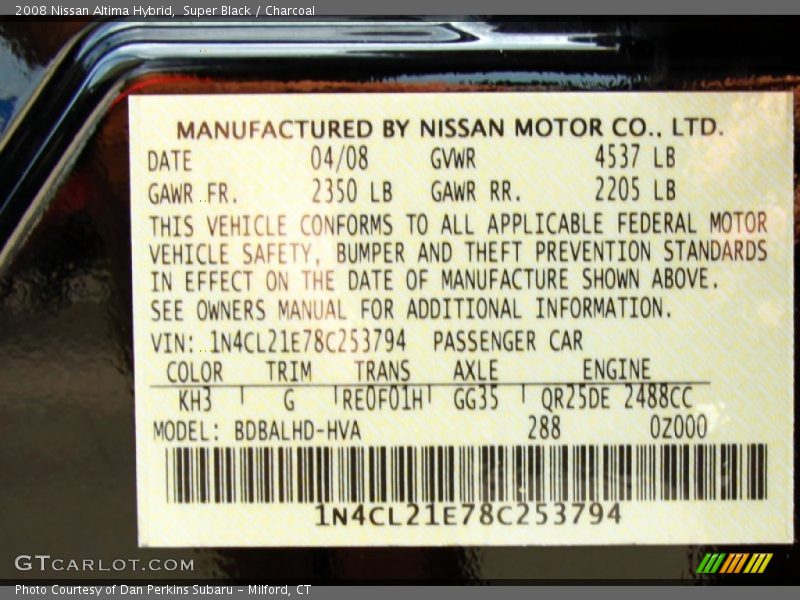 2008 Nissan Altima Hybrid,  Super Black / Charcoal
MANUFACTURED BY NISSAN MOTOR CO., LTD.
DATE 04/08 GVWR 4537 LB
GAWR FR. 2350 LB GAWR RR. 2205 LB
THIS VEHICLE CONFORMS TO ALL APPLICABLE FEDERAL MOTOR
VEHICLE SAFETY, BUMPER AND THEFT PREVENTION STANDARDS
IN EFFECT ON THE DATE OF MANUFACTURE SHOWN ABOVE.
SEE OWNERS MANUAL FOR ADDITIONAL INFORMATION.
VIN: 1N4CL21E78C253794 PASSENGER CAR
COLOR TRIM TRANS AXLE ENGINE
KH3 G RE0F01H GG35 QR25DE 2488CC
MODEL: BDBALHD-HVA 288 0Z000
1N4CL21E78C253794
GTCARLOT.COM
Photo Courtesy of Dan Perkins Subaru – Milford, CT